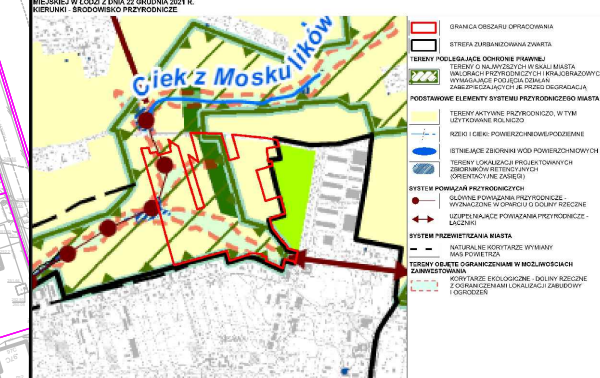 MIEJSKIEJ W ŁODZI Z DNIA 22 GRUDNIA 2021 R.
KIERUNKI - ŚRODOWISKO PRZYRODNICZE
Ciek z Moskulików
GRANICA OBSZARU OPRACOWANIA
STREFA ZURBANIZOWANA ZWARTA
TERENY PODLEGAJĄCE OCHRONIE PRAWNEJ
TERENY O NAJWYŻSZYCH W SKALI MIASTA
WALORACH PRZYRODNICZYCH I KRAJOBRAZOWYC
WYMAGAJĄCE PODJĘCIA DZIAŁAŃ
ZABEZPIECZAJĄCYCH JE PRZED DEGRADACJĄ
PODSTAWOWE ELEMENTY SYSTEMU PRZYRODNICZEGO MIASTA
TERENY AKTYWNE PRZYRODNICZO, W TYM
UŻYTKOWANE ROLNICZO
RZEKI I CIEKI: POWIERZCHNIOWE/PODZIEMNE
ISTNIEJĄCE ZBIORNIKI WÓD POWIERZCHNIOWYCH
TERENY LOKALIZACJI PROJEKTOWANYCH
ZBIORNIKÓW RETENCYJNYCH
(ORIENTACYJNE ZASIĘGI)
SYSTEM POWIĄZAŃ PRZYRODNICZYCH
GŁÓWNE POWIĄZANIA PRZYRODNICZE -
WYZNACZONE W OPARCIU O DOLINY RZECZNE
UZUPEŁNIAJĄCE POWIĄZANIA PRZYRODNICZE -
ŁĄCZNIKI
SYSTEM PRZEWIETRZANIA MIASTA
NATURALNE KORYTARZE WYMIANY
MAS POWIETRZA
TERENY OBJĘTE OGRANICZENIAMI W MOŻLIWOŚCIACH
ZAINWESTOWANIA
KORYTARZE EKOLOGICZNE - DOLINY RZECZNE
Z OGRANICZENIAMI LOKALIZACJI ZABUDOWY
I OGRODZEŃ